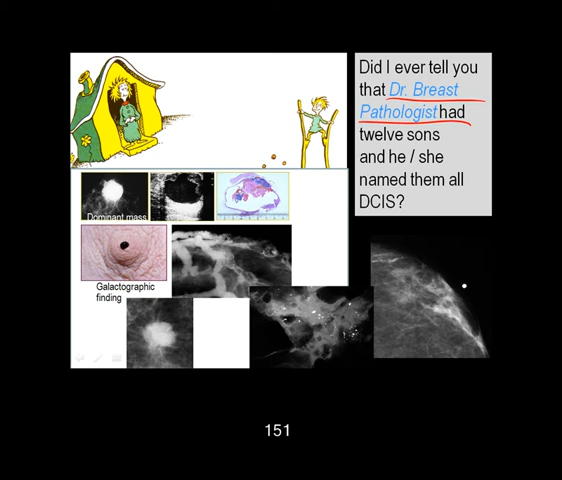 Did I ever tell you
that Dr. Breast
Pathologist had
twelve sons
and he / she
named them all
DCIS?
Dominant mass
Galactographic
finding
151